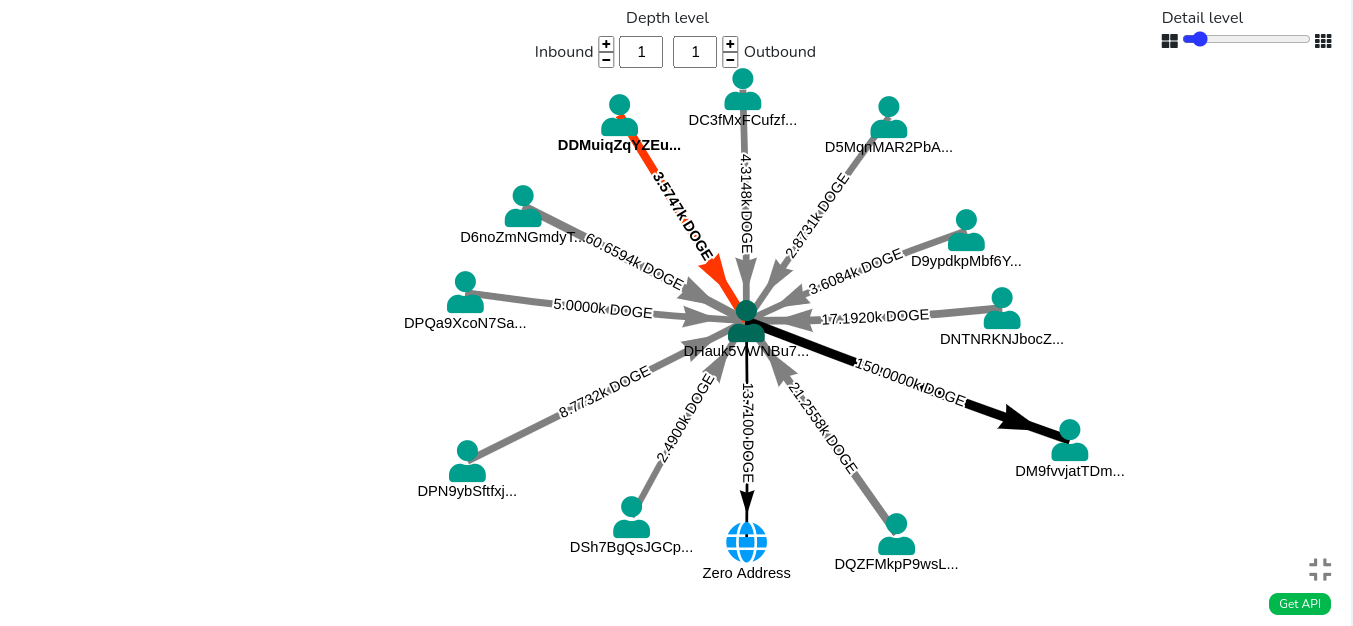 Depth level
Detail level
Inbound + - 1 1 + - Outbound
DC3fMxFCufzf...
DDMuiqZqYZEu...
D5MqnMAR2PbA...
4.3148k DOGE
3.5747k DOGE
2.8731k DOGE
D6noZmNGmdyT...
60.6594k DOGE
3.6084k DOGE
D9ypdkpMbf6Y...
5.0000k DOGE
17.1920k DOGE
DPQa9XcoN7Sa...
DNTNRKNJbocZ...
DHauk5VWNBu7...
150.0000k DOGE
8.7732k DOGE
2.4900k DOGE
13.7100 DOGE
21.2558k DOGE
DM9fvvjatTDm...
DPN9ybSftfxj...
DSh7BgQsJGCp...
DQZFMkpP9wsL...
Zero Address
Get API